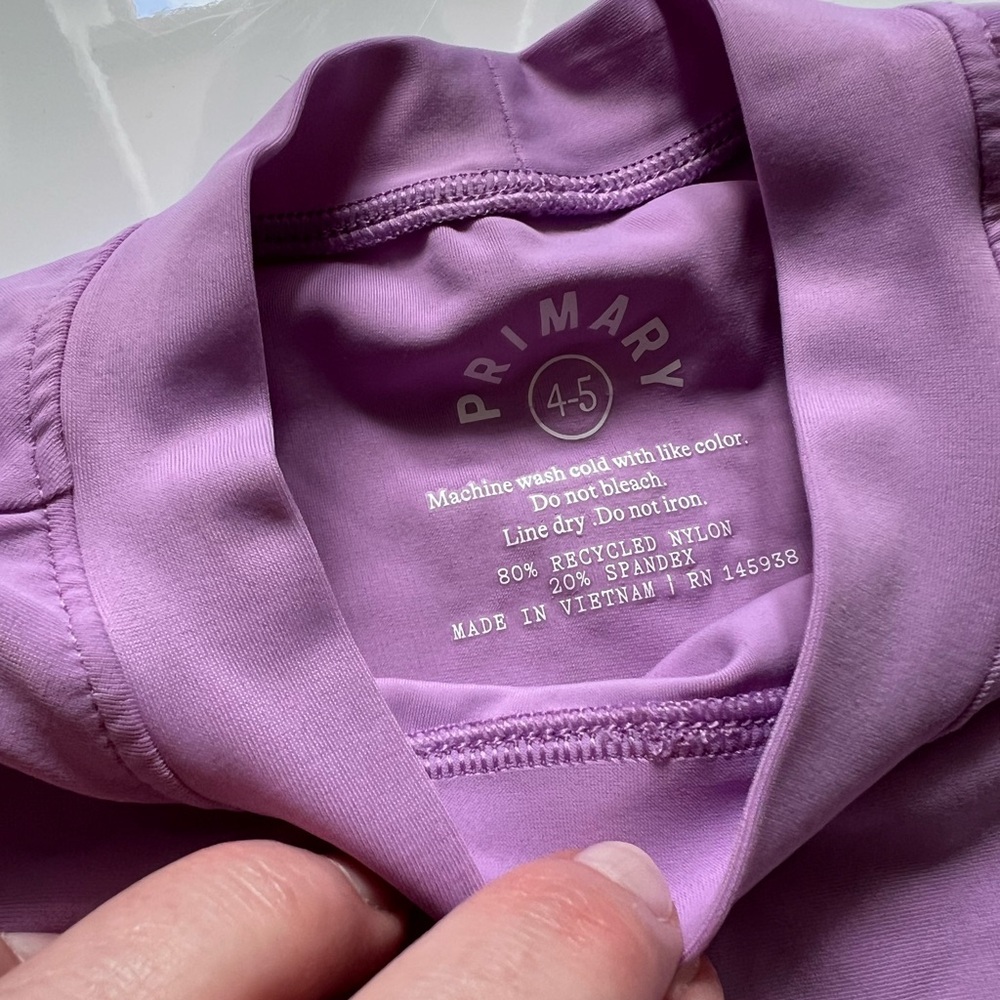 PRIMARY
4-5
Machine wash cold with like color.
Do not bleach.
Line dry .Do not iron.
80% RECYCLED NYLON
20% SPANDEX
MADE IN VIETNAM | RN 145938